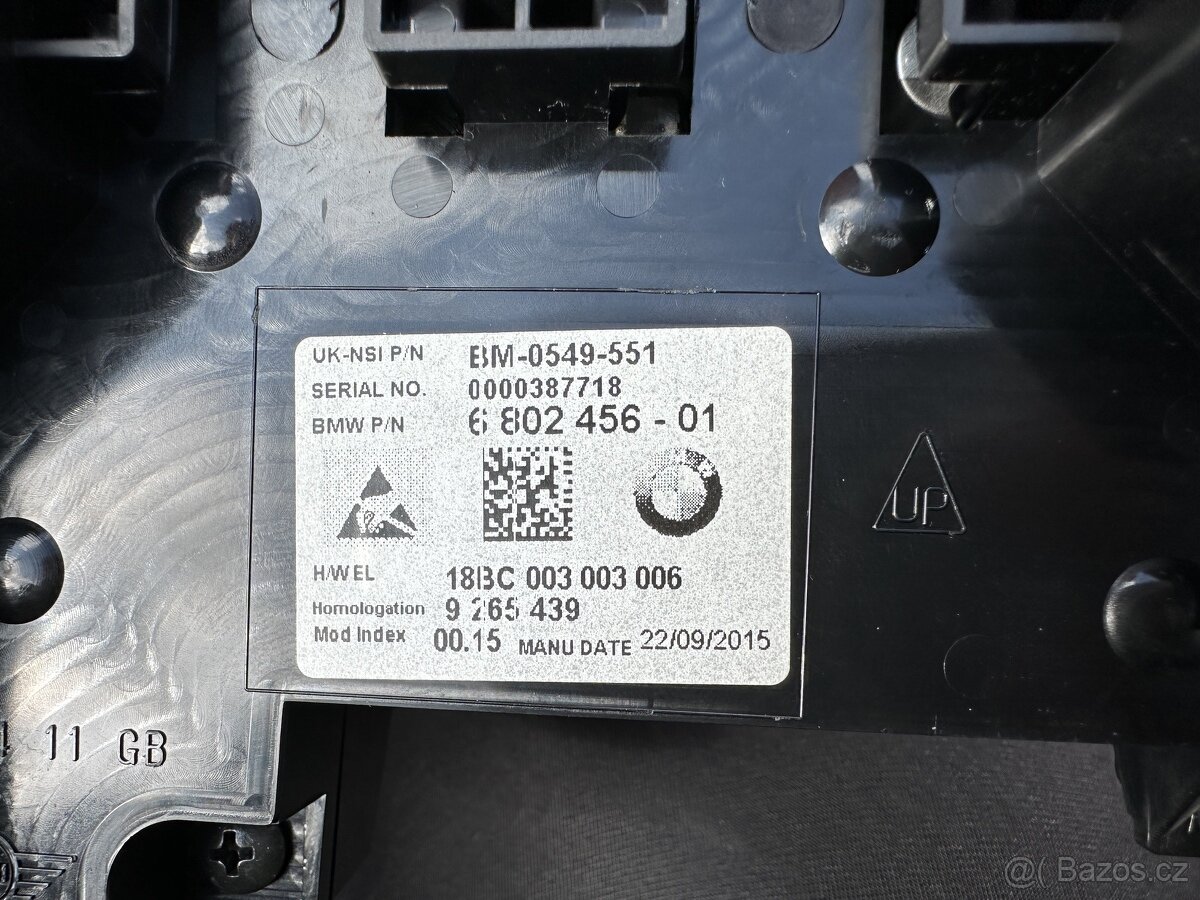 UK-NSI P/N BM-0549-551
SERIAL NO. 0000387718
BMW P/N 6 802 456 - 01
H/W EL 18BC 003 003 006
Homologation 9 265 439
Mod Index 00.15 MANU DATE 22/09/2015
UP
11 GB
@( Bazos.cz